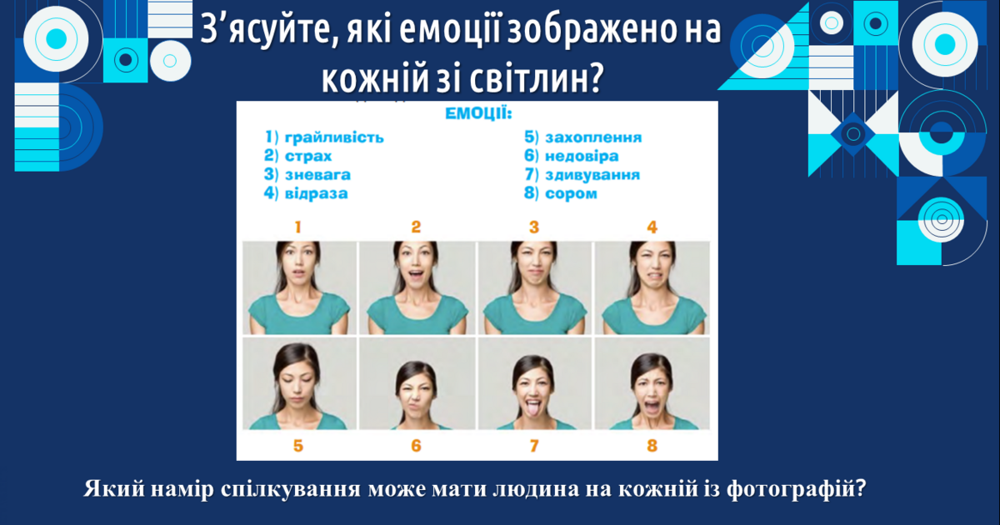 З’ясуйте, які емоції зображено на
кожній зі світлин?
ЕМОЦІЇ:
1) грайливість
2) страх
3) зневага
4) відраза
5) захоплення
6) недовіра
7) здивування
8) сором
1 2 3 4
5 6 7 8
Який намір спілкування може мати людина на кожній із фотографій?